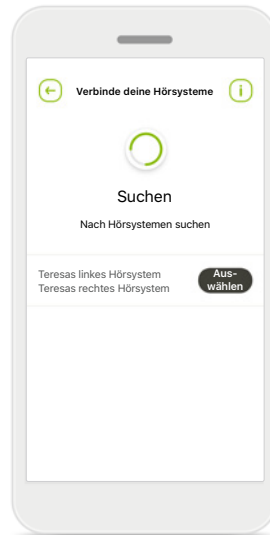 Verbinde deine Hörsysteme
Suchen
Nach Hörsystemen suchen
Teresas linkes Hörsystem
Teresas rechtes Hörsystem
Aus-
wählen